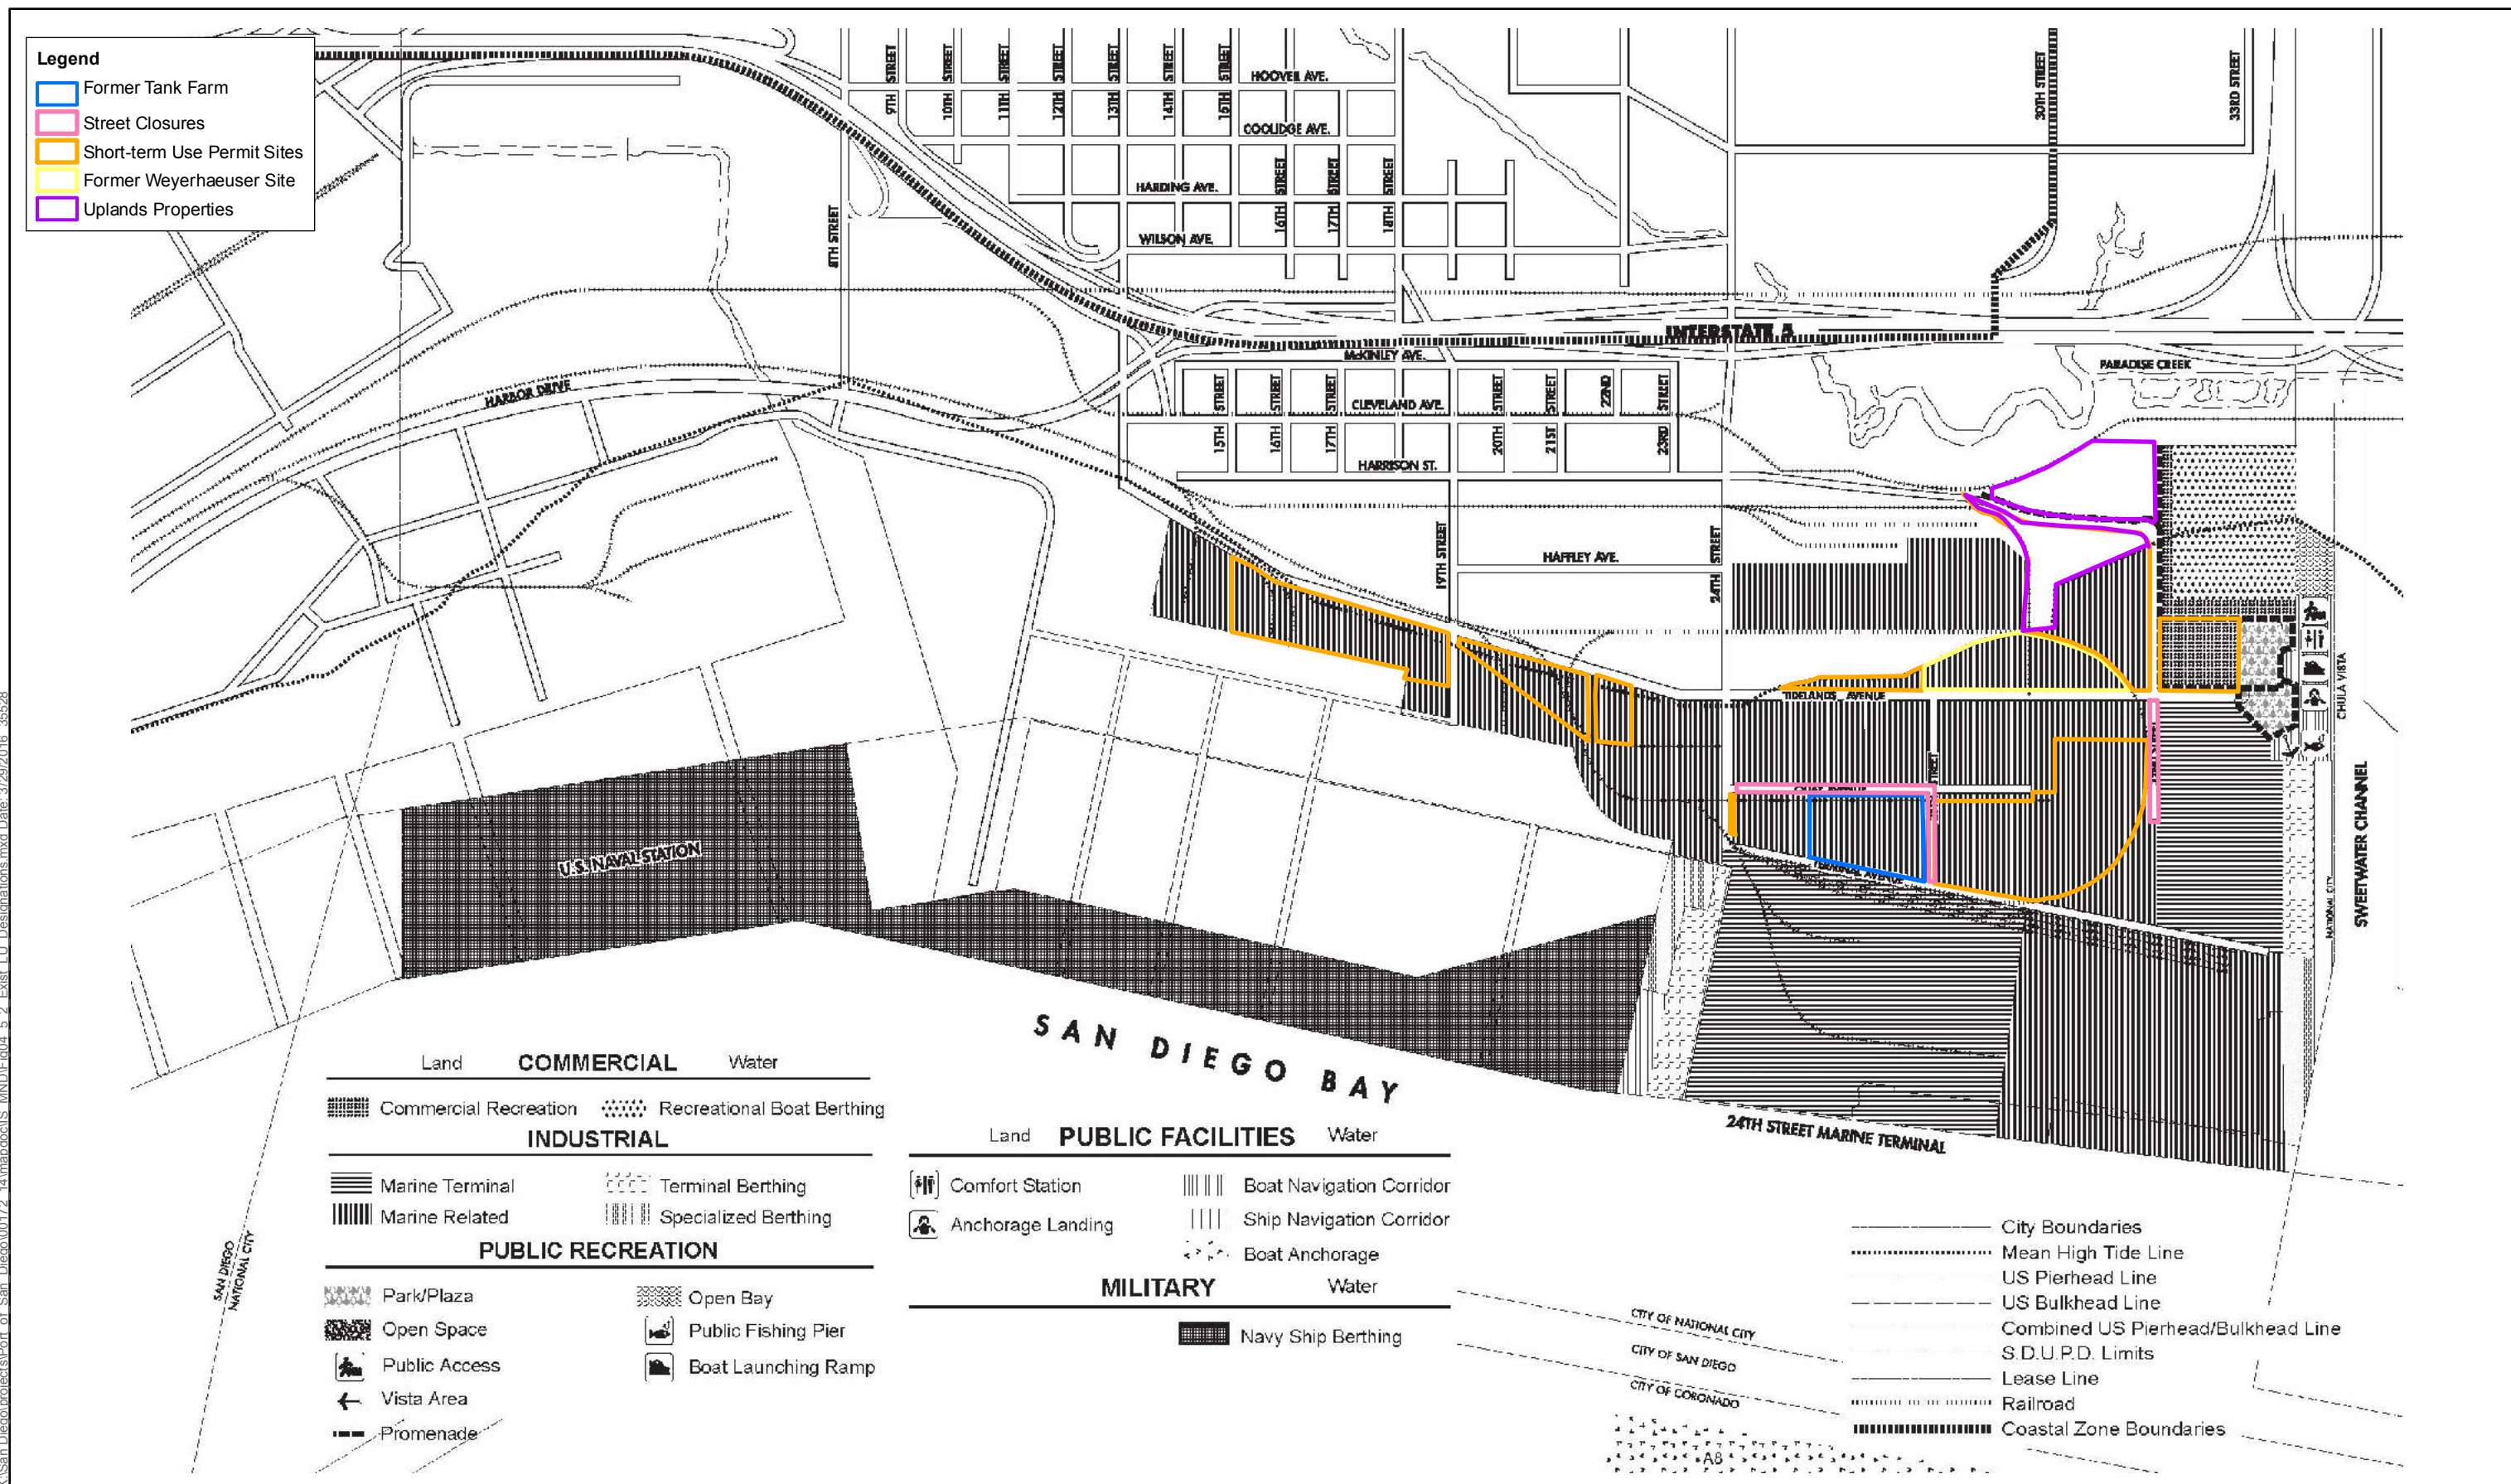 Legend
Former Tank Farm
Street Closures
Short-term Use Permit Sites
Former Weyerhaeuser Site
Uplands Properties
9TH STREET
10TH STREET
11TH STREET
12TH STREET
13TH STREET
14TH STREET
15TH STREET
HOOVER AVE.
COOLIDGE AVE.
HARDING AVE.
16TH STREET
17TH STREET
18TH STREET
WILSON AVE.
8TH STREET
30TH STREET
33RD STREET
INTERSTATE 5
McKINLEY AVE.
PARADISE CREEK
HARBOR DRIVE
CLEVELAND AVE.
15TH STREET
16TH STREET
17TH STREET
20TH STREET
21ST STREET
22ND
23RD STREET
HARRISON ST.
19TH STREET
24TH STREET
HAFFLEY AVE.
TIDELANDS AVENUE
STREET
QUAY AVENUE
TERMINAL AVENUE
CHULA VISTA
NATIONAL CITY
SWEETWATER CHANNEL
U.S. NAVAL STATION
SAN DIEGO BAY
24TH STREET MARINE TERMINAL
SAN DIEGO
NATIONAL CITY
Land COMMERCIAL Water
Commercial Recreation
Recreational Boat Berthing
INDUSTRIAL
Marine Terminal
Terminal Berthing
Marine Related
Specialized Berthing
PUBLIC RECREATION
Park/Plaza
Open Bay
Open Space
Public Fishing Pier
Public Access
Boat Launching Ramp
Vista Area
Promenade
Land PUBLIC FACILITIES Water
Comfort Station
Boat Navigation Corridor
Anchorage Landing
Ship Navigation Corridor
Boat Anchorage
MILITARY Water
Navy Ship Berthing
CITY OF NATIONAL CITY
CITY OF SAN DIEGO
CITY OF CORONADO
A8
City Boundaries
Mean High Tide Line
US Pierhead Line
US Bulkhead Line
Combined US Pierhead/Bulkhead Line
S.D.U.P.D. Limits
Lease Line
Railroad
Coastal Zone Boundaries